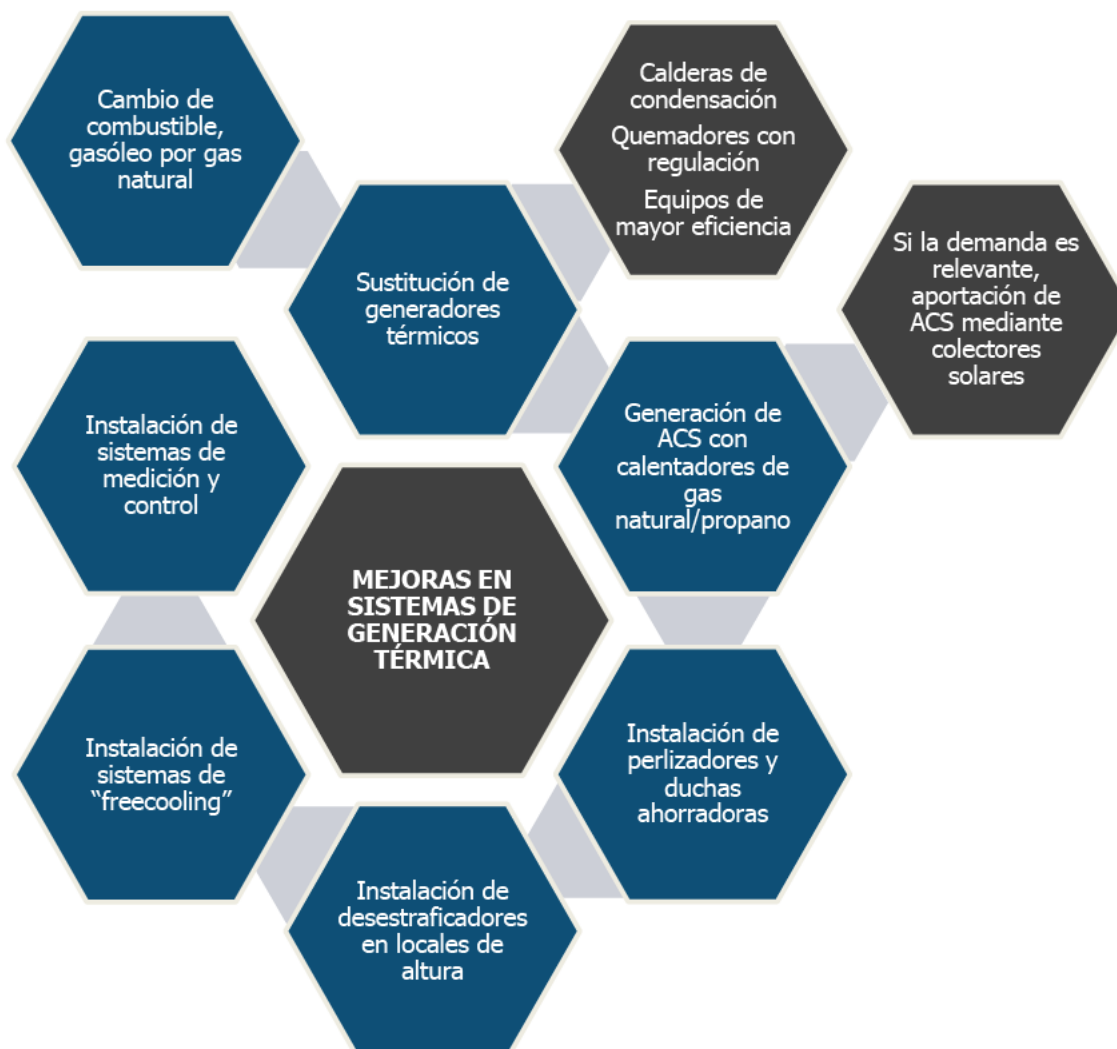 Cambio de
combustible,
gasóleo por gas
natural
Calderas de
condensación
Quemadores con
regulación
Equipos de
mayor eficiencia
Sustitución de
generadores
térmicos
Si la demanda es
relevante,
aportación de
ACS mediante
colectores
solares
Instalación de
sistemas de
medición y
control
Generación de
ACS con
calentadores de
gas
natural/propano
MEJORAS EN
SISTEMAS DE
GENERACIÓN
TÉRMICA
Instalación de
sistemas de
“freecooling”
Instalación de
perlizadores y
duchas
ahorradoras
Instalación de
desestraficadores
en locales de
altura